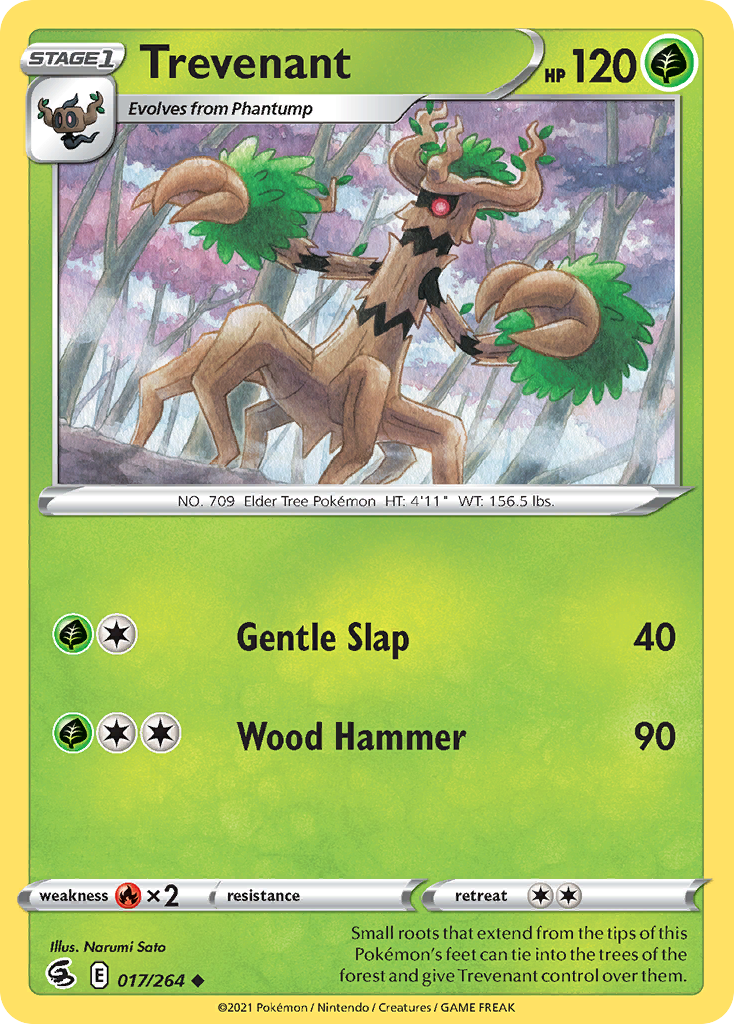 STAGE1
Trevenant
HP 120
Evolves from Phantump
NO. 709 Elder Tree Pokémon HT: 4'11" WT: 156.5 lbs.
Gentle Slap 40
Wood Hammer 90
weakness ×2 resistance retreat
Illus. Narumi Sato
Small roots that extend from the tips of this
Pokémon's feet can tie into the trees of the
forest and give Trevenant control over them.
E 017/264
©2021 Pokémon / Nintendo / Creatures / GAME FREAK